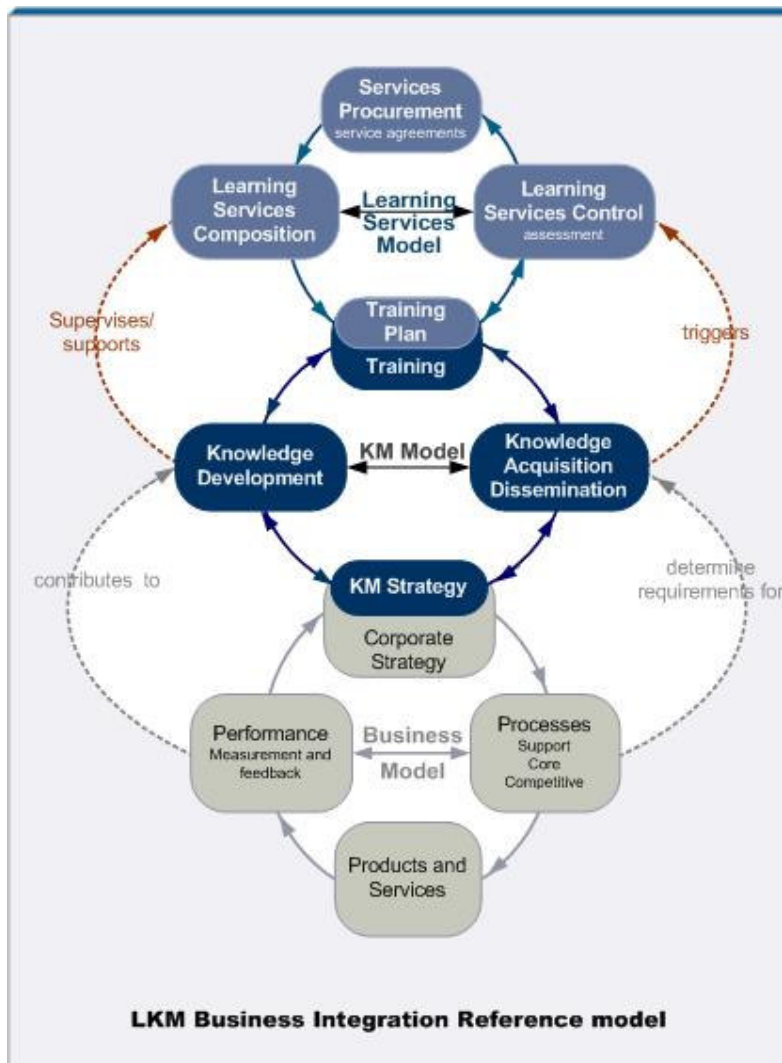 Services
Procurement
service agreements
Learning
Services
Composition
Learning
Services
Model
Learning
Services Control
assessment
Training
Plan
Training
Supervises/
supports
triggers
Knowledge
Development
KM Model
Knowledge
Acquisition
Dissemination
contributes to
determine
requirements for
KM Strategy
Corporate
Strategy
Performance
Measurement and
feedback
Business
Model
Processes
Support
Core
Competitive
Products and
Services
LKM Business Integration Reference model